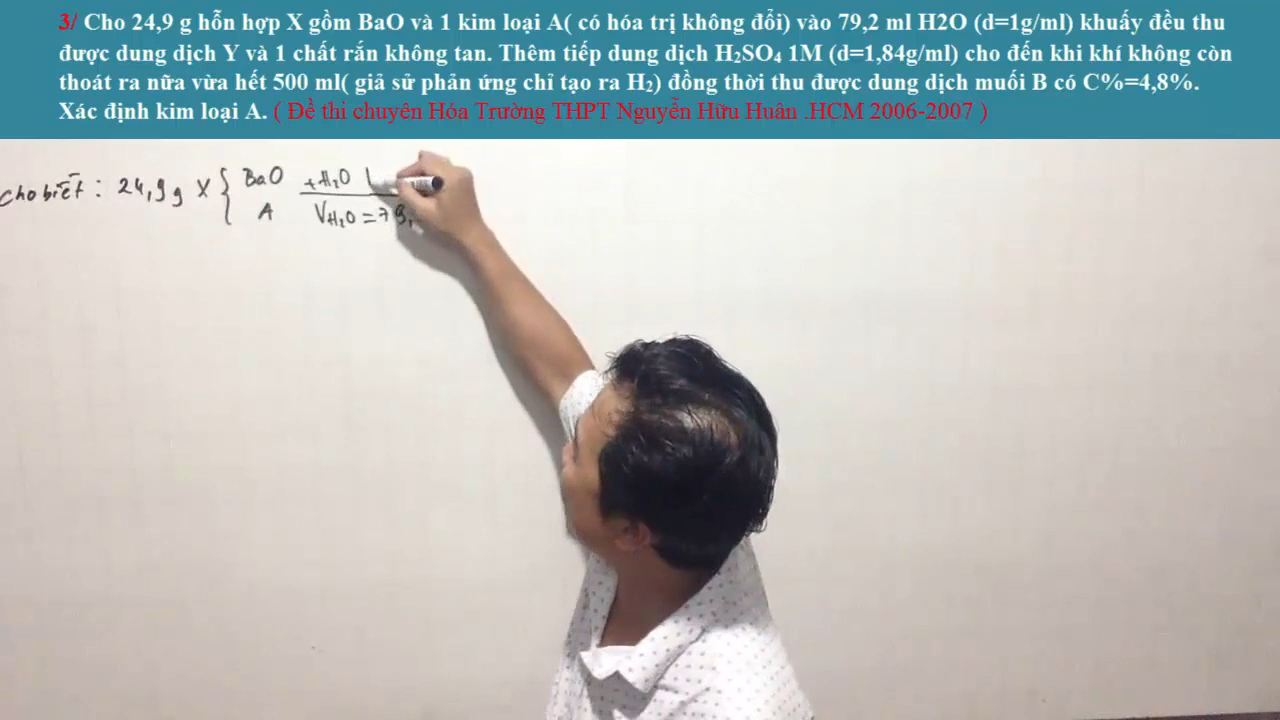 3/ Cho 24,9 g hỗn hợp X gồm BaO và 1 kim loại A( có hóa trị không đổi) vào 79,2 ml H2O (d=1g/ml) khuấy đều thu
được dung dịch Y và 1 chất rắn không tan. Thêm tiếp dung dịch H₂SO₄ 1M (d=1,84g/ml) cho đến khi khí không còn
thoát ra nữa vừa hết 500 ml( giả sử phản ứng chỉ tạo ra H₂) đồng thời thu được dung dịch muối B có C%=4,8%.
Xác định kim loại A. ( Đề thi chuyên Hóa Trường THPT Nguyễn Hữu Huân .HCM 2006-2007 )
cho biết : 24,9 g X { BaO +H₂O
A V H₂O = 79,